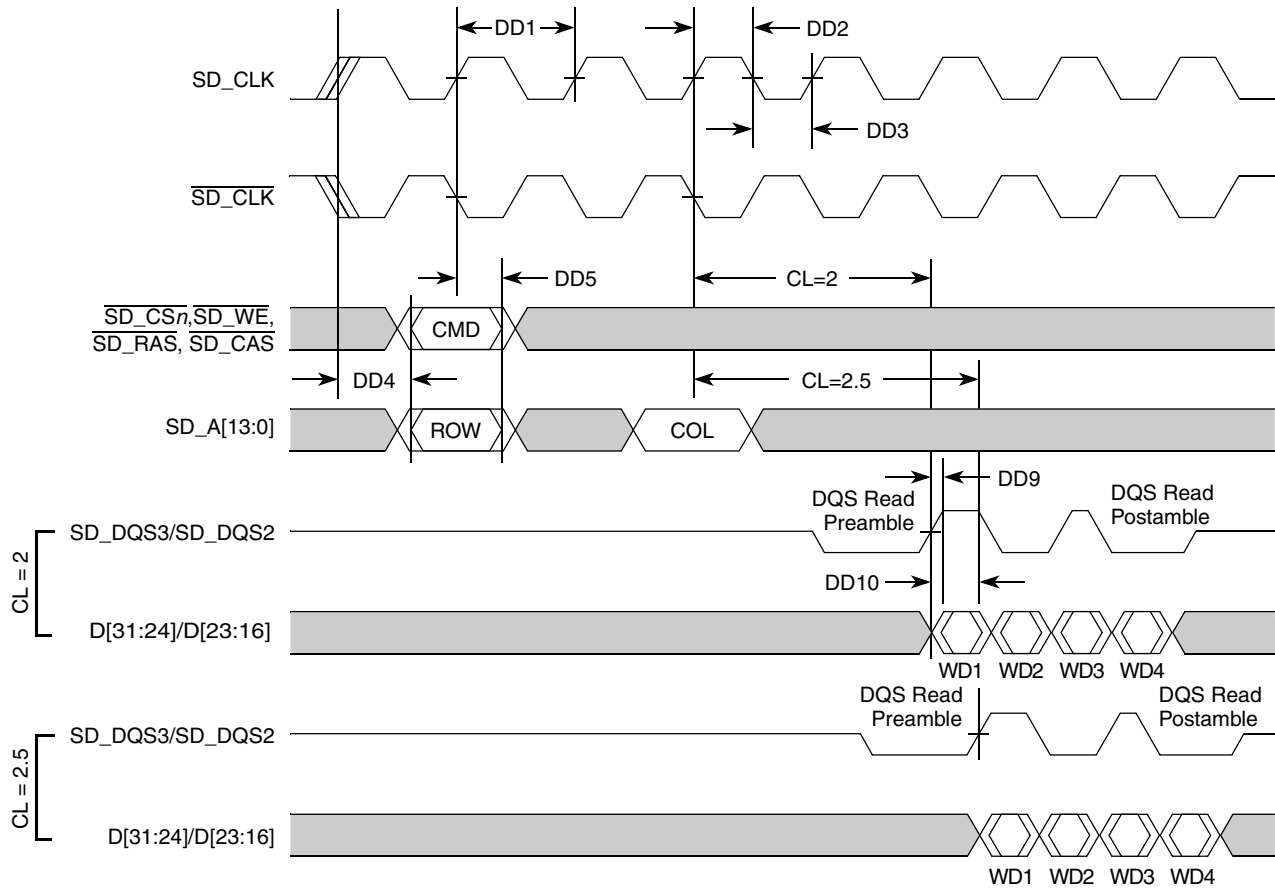 DD1
DD2
SD_CLK
DD3
SD_CLK
DD5
CL=2
SD_CSn,SD_WE,
SD_RAS, SD_CAS
CMD
DD4
CL=2.5
SD_A[13:0]
ROW
COL
DD9
DQS Read
Preamble
DQS Read
Postamble
SD_DQS3/SD_DQS2
CL = 2
DD10
D[31:24]/D[23:16]
WD1 WD2 WD3 WD4
DQS Read
Preamble
DQS Read
Postamble
SD_DQS3/SD_DQS2
CL = 2.5
D[31:24]/D[23:16]
WD1 WD2 WD3 WD4